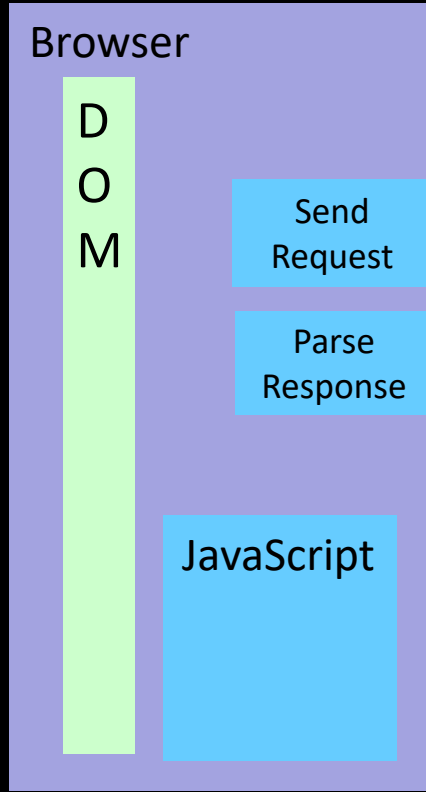 Browser
D
O
M
Send
Request
Parse
Response
JavaScript